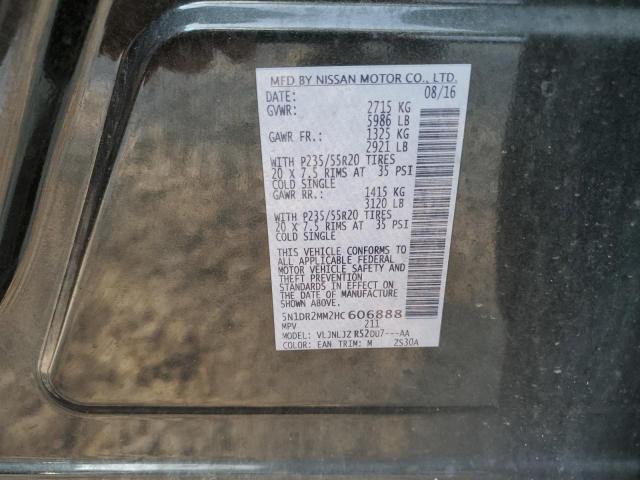 MFD BY NISSAN MOTOR CO., LTD.
DATE: 08/16
GVWR: 2715 KG
5986 LB
GAWR FR.: 1325 KG
2921 LB
WITH P235/55R20 TIRES
20 X 7.5 RIMS AT 35 PSI
COLD SINGLE
GAWR RR.: 1415 KG
3120 LB
WITH P235/55R20 TIRES
20 X 7.5 RIMS AT 35 PSI
COLD SINGLE
THIS VEHICLE CONFORMS TO
ALL APPLICABLE FEDERAL
MOTOR VEHICLE SAFETY AND
THEFT PREVENTION
STANDARDS IN EFFECT ON
THE DATE OF MANUFACTURE
SHOWN ABOVE.
5N1DR2MM2HC606888
MPV 211
MODEL: VLJNLJZ R52DU7---AA
COLOR: EAN TRIM: M ZS30A